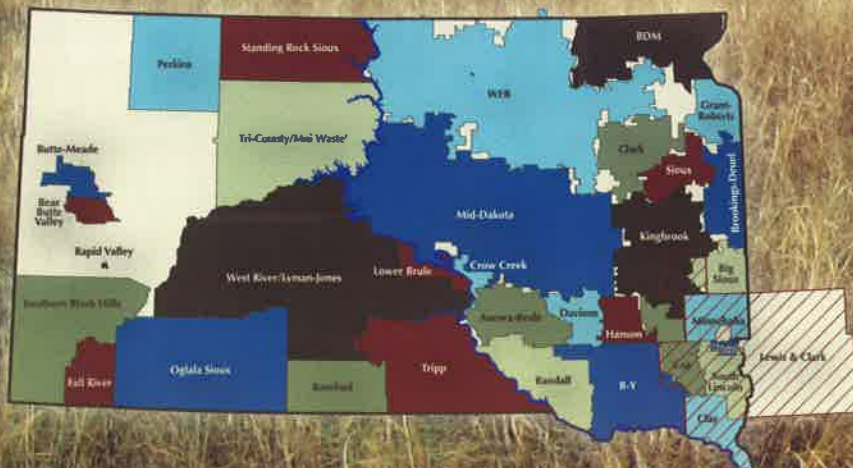 Perkins
Standing Rock Sioux
BDM
WEB
Grant-
Roberts
Tri-County/Mni Waste'
Clark
Butte-Meade
Sioux
Brookings-Deuel
Bear
Butte
Valley
Mid-Dakota
Kingbrook
Rapid Valley
Big
Sioux
West River/Lyman-Jones
Lower Brule
Crow Creek
Southern Black Hills
Aurora-Brule
Davison
Hanson
Minnehaha
Lewis & Clark
Fall River
Oglala Sioux
Tripp
Rosebud
Randall
B-Y
South
Lincoln
Clay